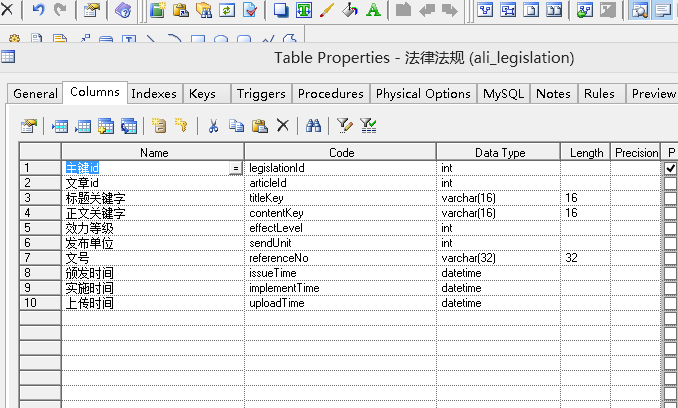 Table Properties - 法律法规 (ali_legislation)
General Columns Indexes Keys Triggers Procedures Physical Options MySQL Notes Rules Preview
Name Code Data Type Length Precision P
1 主键id = legislationId int
2 文章id articleId int
3 标题关键字 titleKey varchar(16) 16
4 正文关键字 contentKey varchar(16) 16
5 效力等级 effectLevel int
6 发布单位 sendUnit int
7 文号 referenceNo varchar(32) 32
8 颁发时间 issueTime datetime
9 实施时间 implementTime datetime
10 上传时间 uploadTime datetime